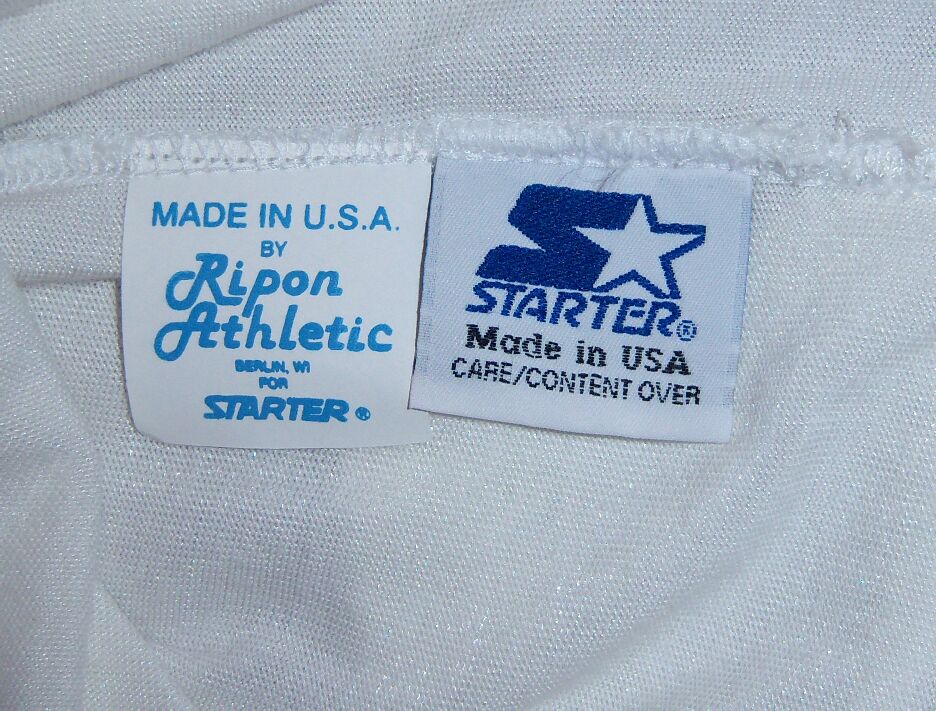 MADE IN U.S.A.
BY
Ripon
Athletic
BERLIN, WI
FOR
STARTER ®
STARTER®
Made in USA
CARE/CONTENT OVER